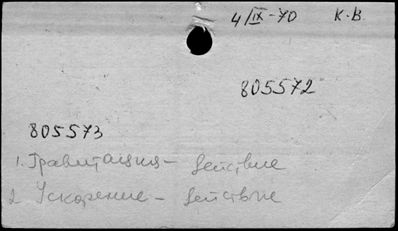 4/IX-70 К.В
805572
805573
1. Гравитация - действие
2 Ускорение - действие